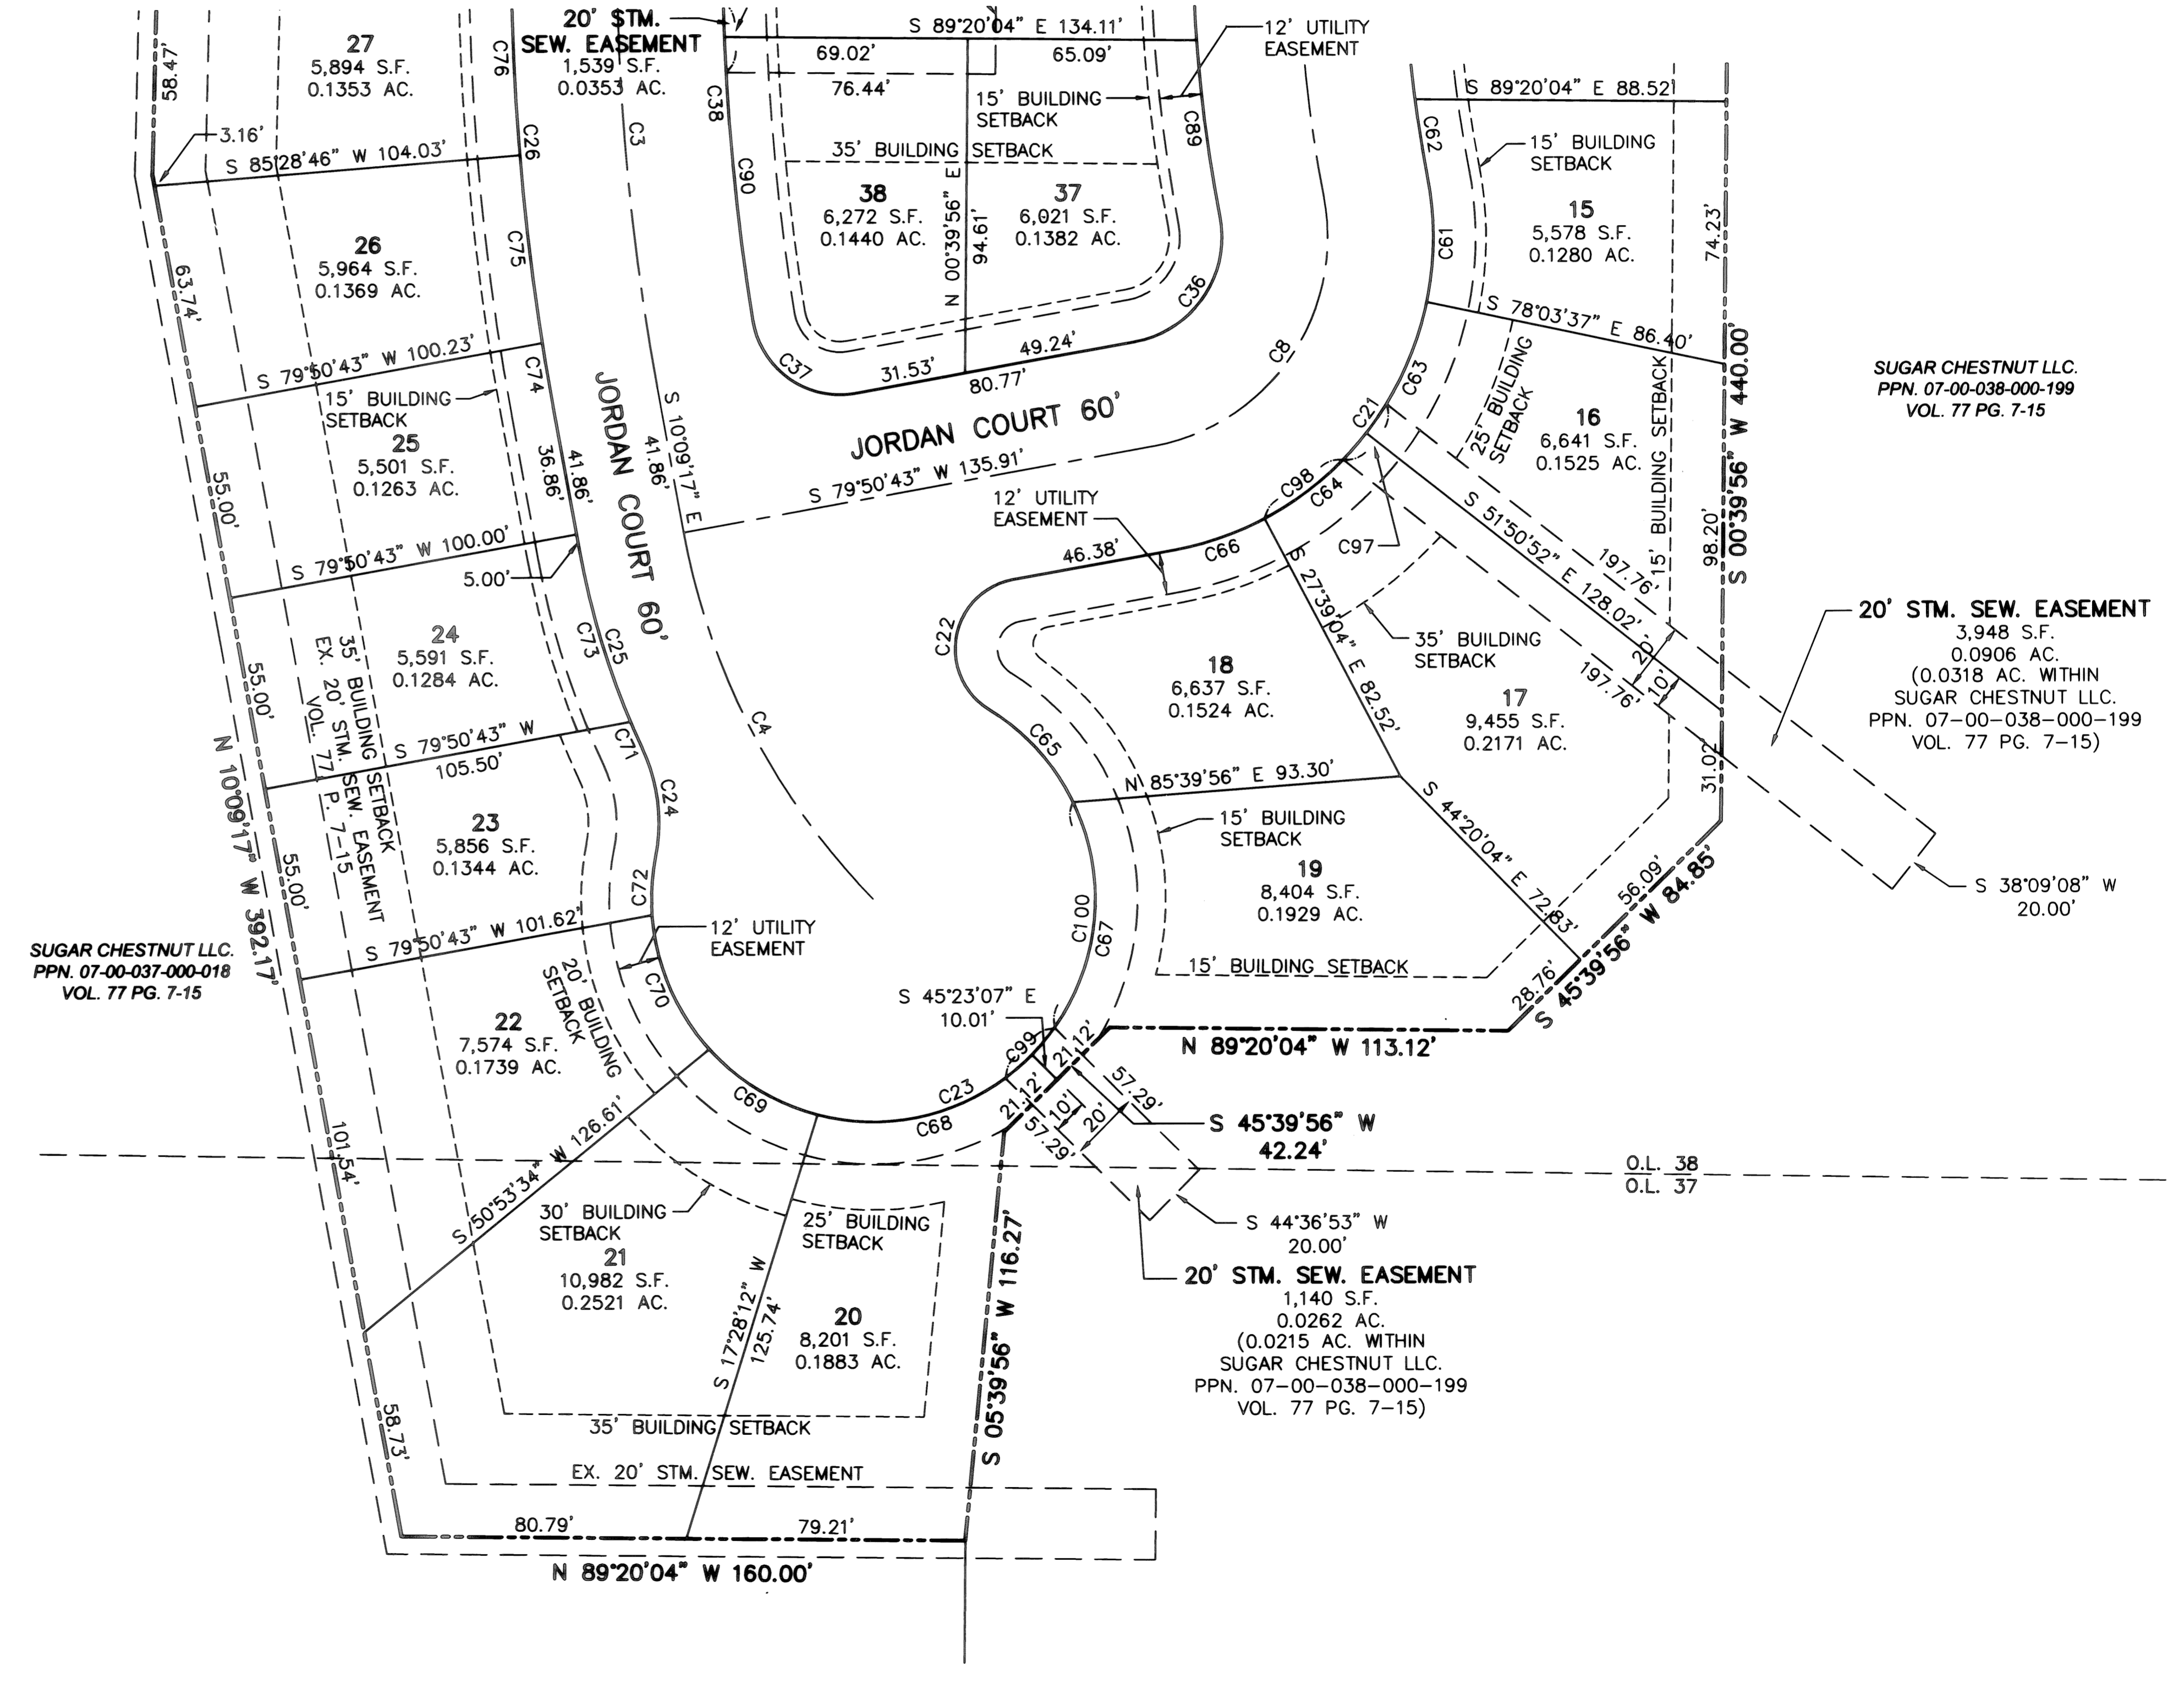 58.47'
27
5,894 S.F.
0.1353 AC.
C76
20' STM.
SEW. EASEMENT
1,539 S.F.
0.0353 AC.
C3
C38
S 89°20'04" E 134.11'
69.02'
65.09'
76.44'
12' UTILITY
EASEMENT
15' BUILDING
SETBACK
C89
35' BUILDING SETBACK
C90
38
6,272 S.F.
0.1440 AC.
N 00°39'56" E
94.61'
37
6,021 S.F.
0.1382 AC.
C36
C37
31.53'
49.24'
80.77'
C8
S 89°20'04" E 88.52'
C62
15' BUILDING
SETBACK
15
5,578 S.F.
0.1280 AC.
74.23'
C61
S 78°03'37" E 86.40'
C63
25' BUILDING
SETBACK
16
6,641 S.F.
0.1525 AC.
15' BUILDING SETBACK
98.20'
S 00°39'56" W 440.00'
SUGAR CHESTNUT LLC.
PPN. 07-00-038-000-199
VOL. 77 PG. 7-15
3.16'
S 85°28'46" W 104.03'
C26
26
5,964 S.F.
0.1369 AC.
C75
63.74'
S 79°50'43" W 100.23'
C74
15' BUILDING
SETBACK
25
5,501 S.F.
0.1263 AC.
36.86'
41.86'
JORDAN COURT 60'
41.86'
S 10°09'17" E
JORDAN COURT 60'
S 79°50'43" W 135.91'
55.00'
S 79°50'43" W 100.00'
5.00'
24
5,591 S.F.
0.1284 AC.
C73
C25
35' BUILDING SETBACK
EX. 20' STM. SEW. EASEMENT
VOL. 77 P. 7-15
55.00'
S 79°50'43" W
105.50'
C71
C4
C24
N 10°09'17" W 392.17'
23
5,856 S.F.
0.1344 AC.
C72
55.00'
S 79°50'43" W 101.62'
12' UTILITY
EASEMENT
20' BUILDING
SETBACK
C70
SUGAR CHESTNUT LLC.
PPN. 07-00-037-000-018
VOL. 77 PG. 7-15
22
7,574 S.F.
0.1739 AC.
101.54'
S 50°53'34" W 126.61'
C69
C21
C98
C64
C97
12' UTILITY
EASEMENT
46.38'
C66
C22
S 51°50'52" E 128.02'
197.76'
197.76'
20'
10'
S 27°39'04" E 82.52'
35' BUILDING
SETBACK
18
6,637 S.F.
0.1524 AC.
17
9,455 S.F.
0.2171 AC.
C65
N 85°39'56" E 93.30'
31.02'
20' STM. SEW. EASEMENT
3,948 S.F.
0.0906 AC.
(0.0318 AC. WITHIN
SUGAR CHESTNUT LLC.
PPN. 07-00-038-000-199
VOL. 77 PG. 7-15)
S 38°09'08" W
20.00'
15' BUILDING
SETBACK
S 44°20'04" E 72.83'
19
8,404 S.F.
0.1929 AC.
C100
C67
15' BUILDING SETBACK
56.09'
28.76'
S 45°39'56" W 84.85'
N 89°20'04" W 113.12'
S 45°23'07" E
10.01'
C99
C23
C68
21.12'
21.12'
57.29'
57.29'
10'
20'
S 45°39'56" W
42.24'
O.L. 38
O.L. 37
S 44°36'53" W
20.00'
20' STM. SEW. EASEMENT
1,140 S.F.
0.0262 AC.
(0.0215 AC. WITHIN
SUGAR CHESTNUT LLC.
PPN. 07-00-038-000-199
VOL. 77 PG. 7-15)
30' BUILDING
SETBACK
21
10,982 S.F.
0.2521 AC.
25' BUILDING
SETBACK
S 17°28'12" W
125.74'
20
8,201 S.F.
0.1883 AC.
S 05°39'56" W 116.27'
35' BUILDING SETBACK
58.73'
EX. 20' STM. SEW. EASEMENT
80.79'
79.21'
N 89°20'04" W 160.00'